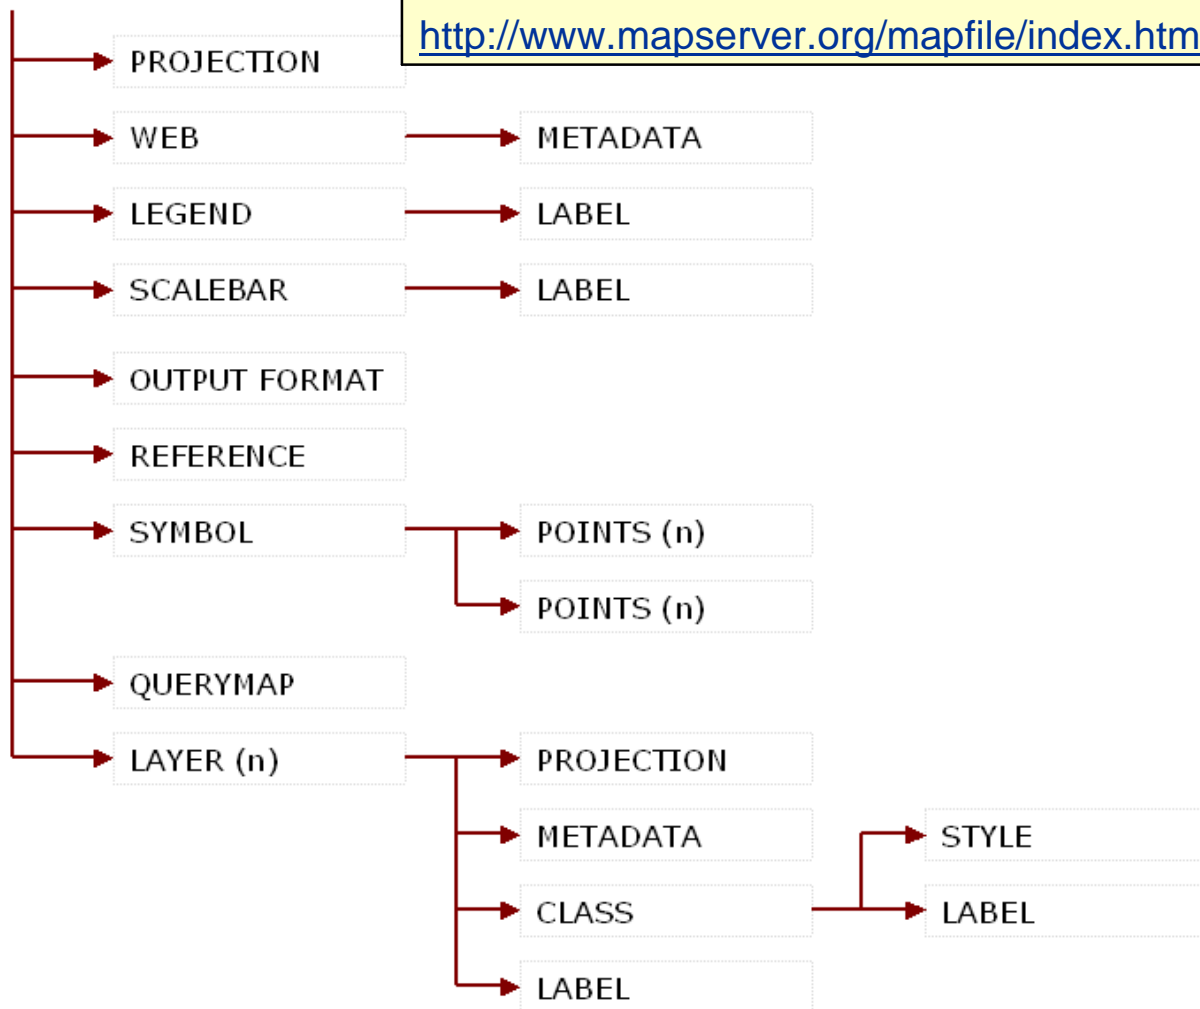 http://www.mapserver.org/mapfile/index.htm
PROJECTION
WEB METADATA
LEGEND LABEL
SCALEBAR LABEL
OUTPUT FORMAT
REFERENCE
SYMBOL POINTS (n)
POINTS (n)
QUERYMAP
LAYER (n) PROJECTION
METADATA STYLE
CLASS LABEL
LABEL